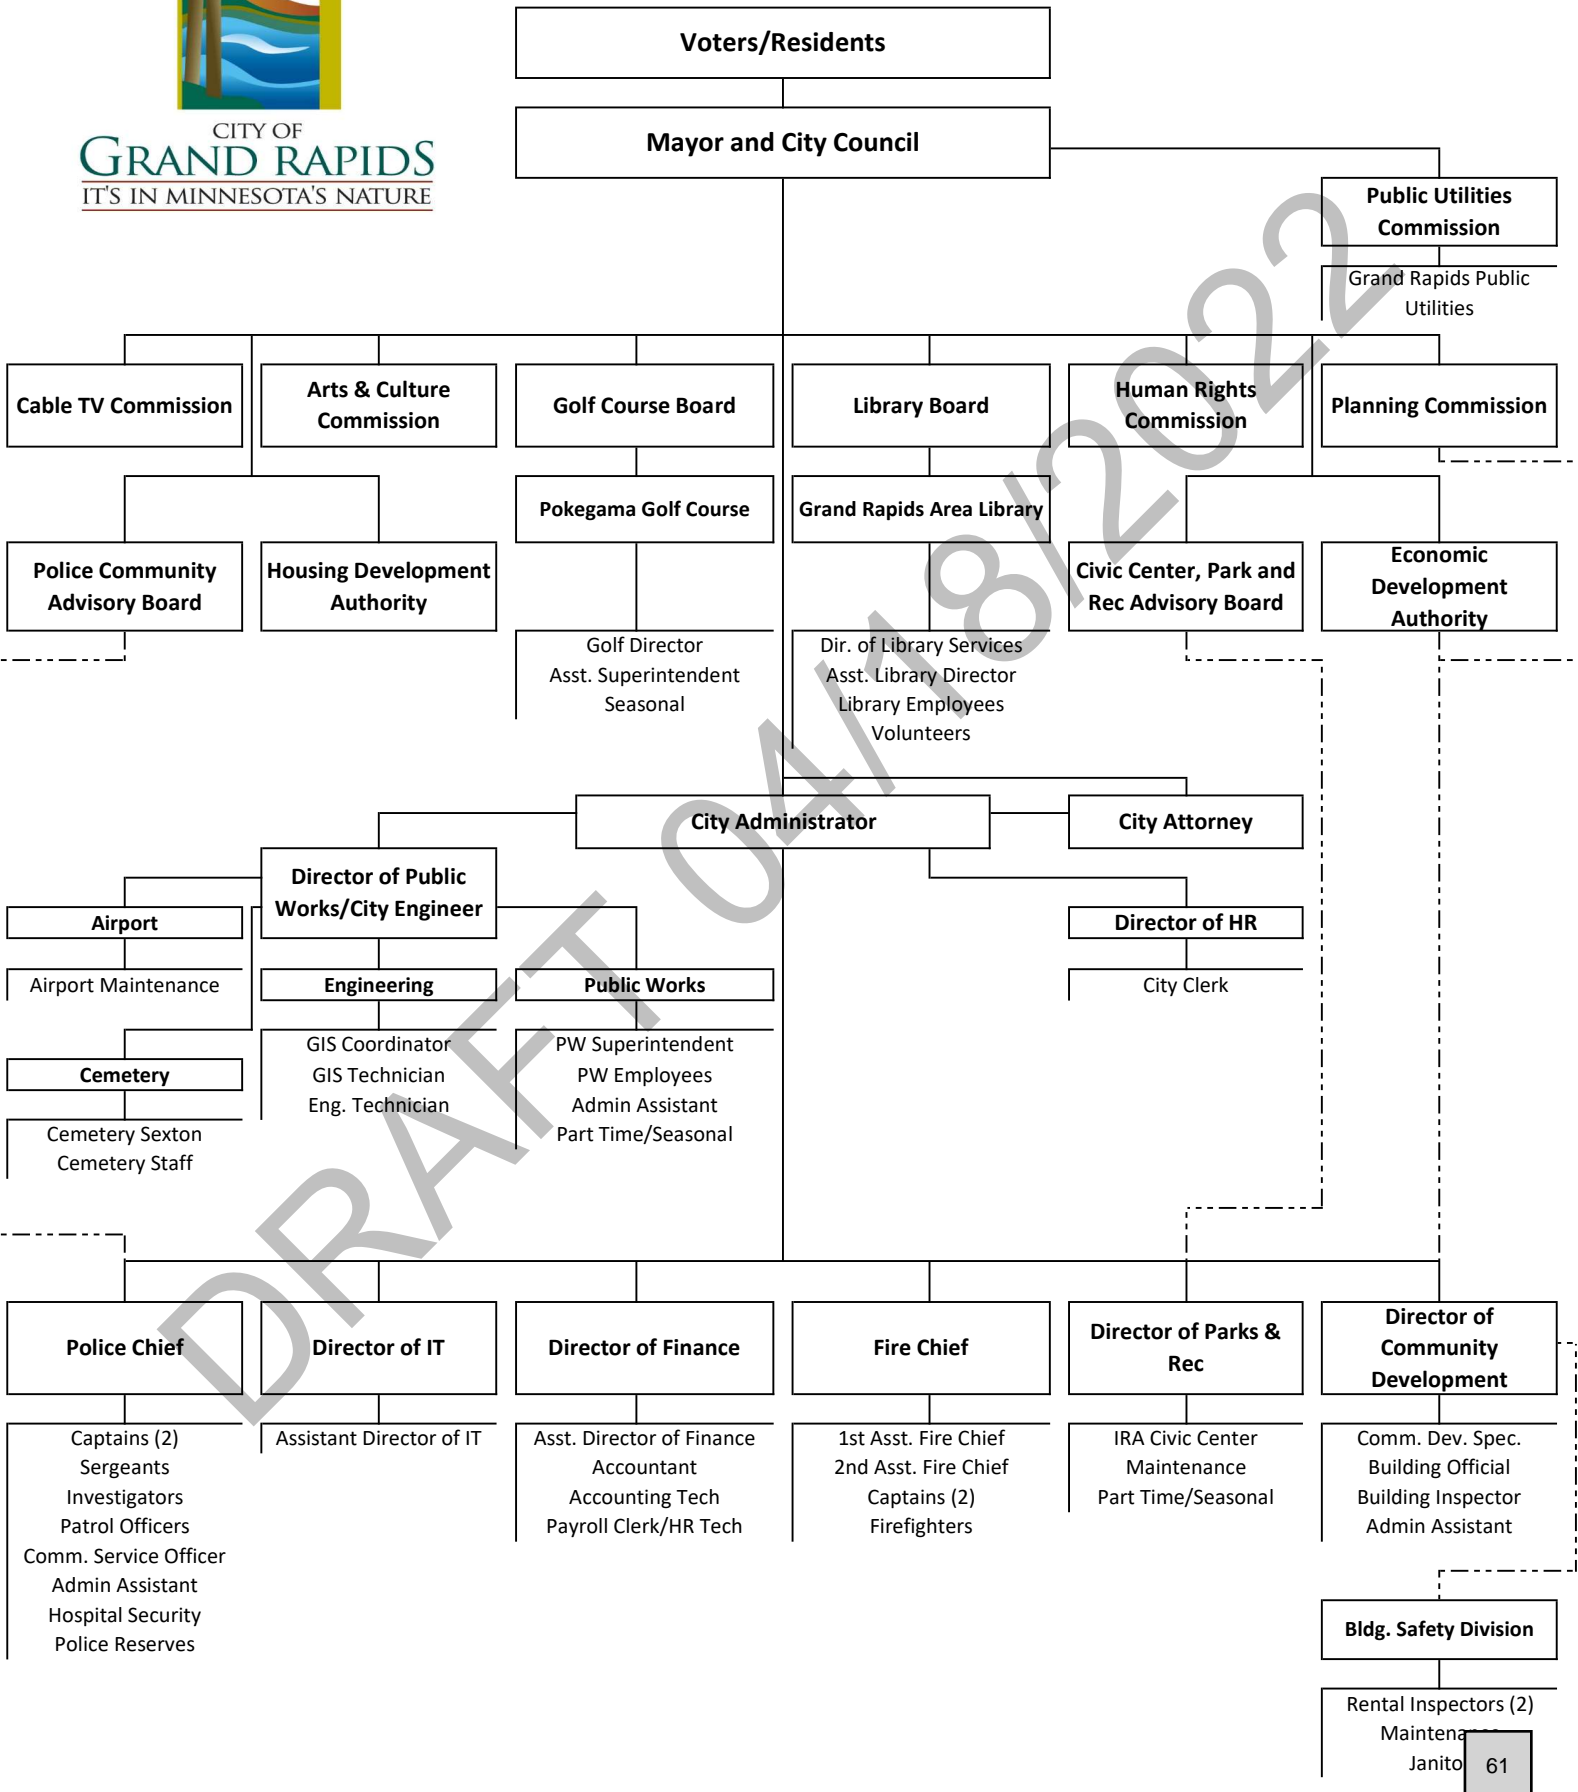 CITY OF
GRAND RAPIDS
IT'S IN MINNESOTA'S NATURE
Voters/Residents
Mayor and City Council
Public Utilities
Commission
Grand Rapids Public
Utilities
Cable TV Commission
Arts & Culture
Commission
Golf Course Board
Library Board
Human Rights
Commission
Planning Commission
Pokegama Golf Course
Grand Rapids Area Library
Police Community
Advisory Board
Housing Development
Authority
Civic Center, Park and
Rec Advisory Board
Economic
Development
Authority
Golf Director
Asst. Superintendent
Seasonal
Dir. of Library Services
Asst. Library Director
Library Employees
Volunteers
City Administrator
City Attorney
Director of Public
Works/City Engineer
Airport
Airport Maintenance
Director of HR
City Clerk
Engineering
GIS Coordinator
GIS Technician
Eng. Technician
Public Works
PW Superintendent
PW Employees
Admin Assistant
Part Time/Seasonal
Cemetery
Cemetery Sexton
Cemetery Staff
Police Chief
Captains (2)
Sergeants
Investigators
Patrol Officers
Comm. Service Officer
Admin Assistant
Hospital Security
Police Reserves
Director of IT
Assistant Director of IT
Director of Finance
Asst. Director of Finance
Accountant
Accounting Tech
Payroll Clerk/HR Tech
Fire Chief
1st Asst. Fire Chief
2nd Asst. Fire Chief
Captains (2)
Firefighters
Director of Parks &
Rec
IRA Civic Center
Maintenance
Part Time/Seasonal
Director of
Community
Development
Comm. Dev. Spec.
Building Official
Building Inspector
Admin Assistant
Bldg. Safety Division
Rental Inspectors (2)
61
DRAFT 04/18/2022